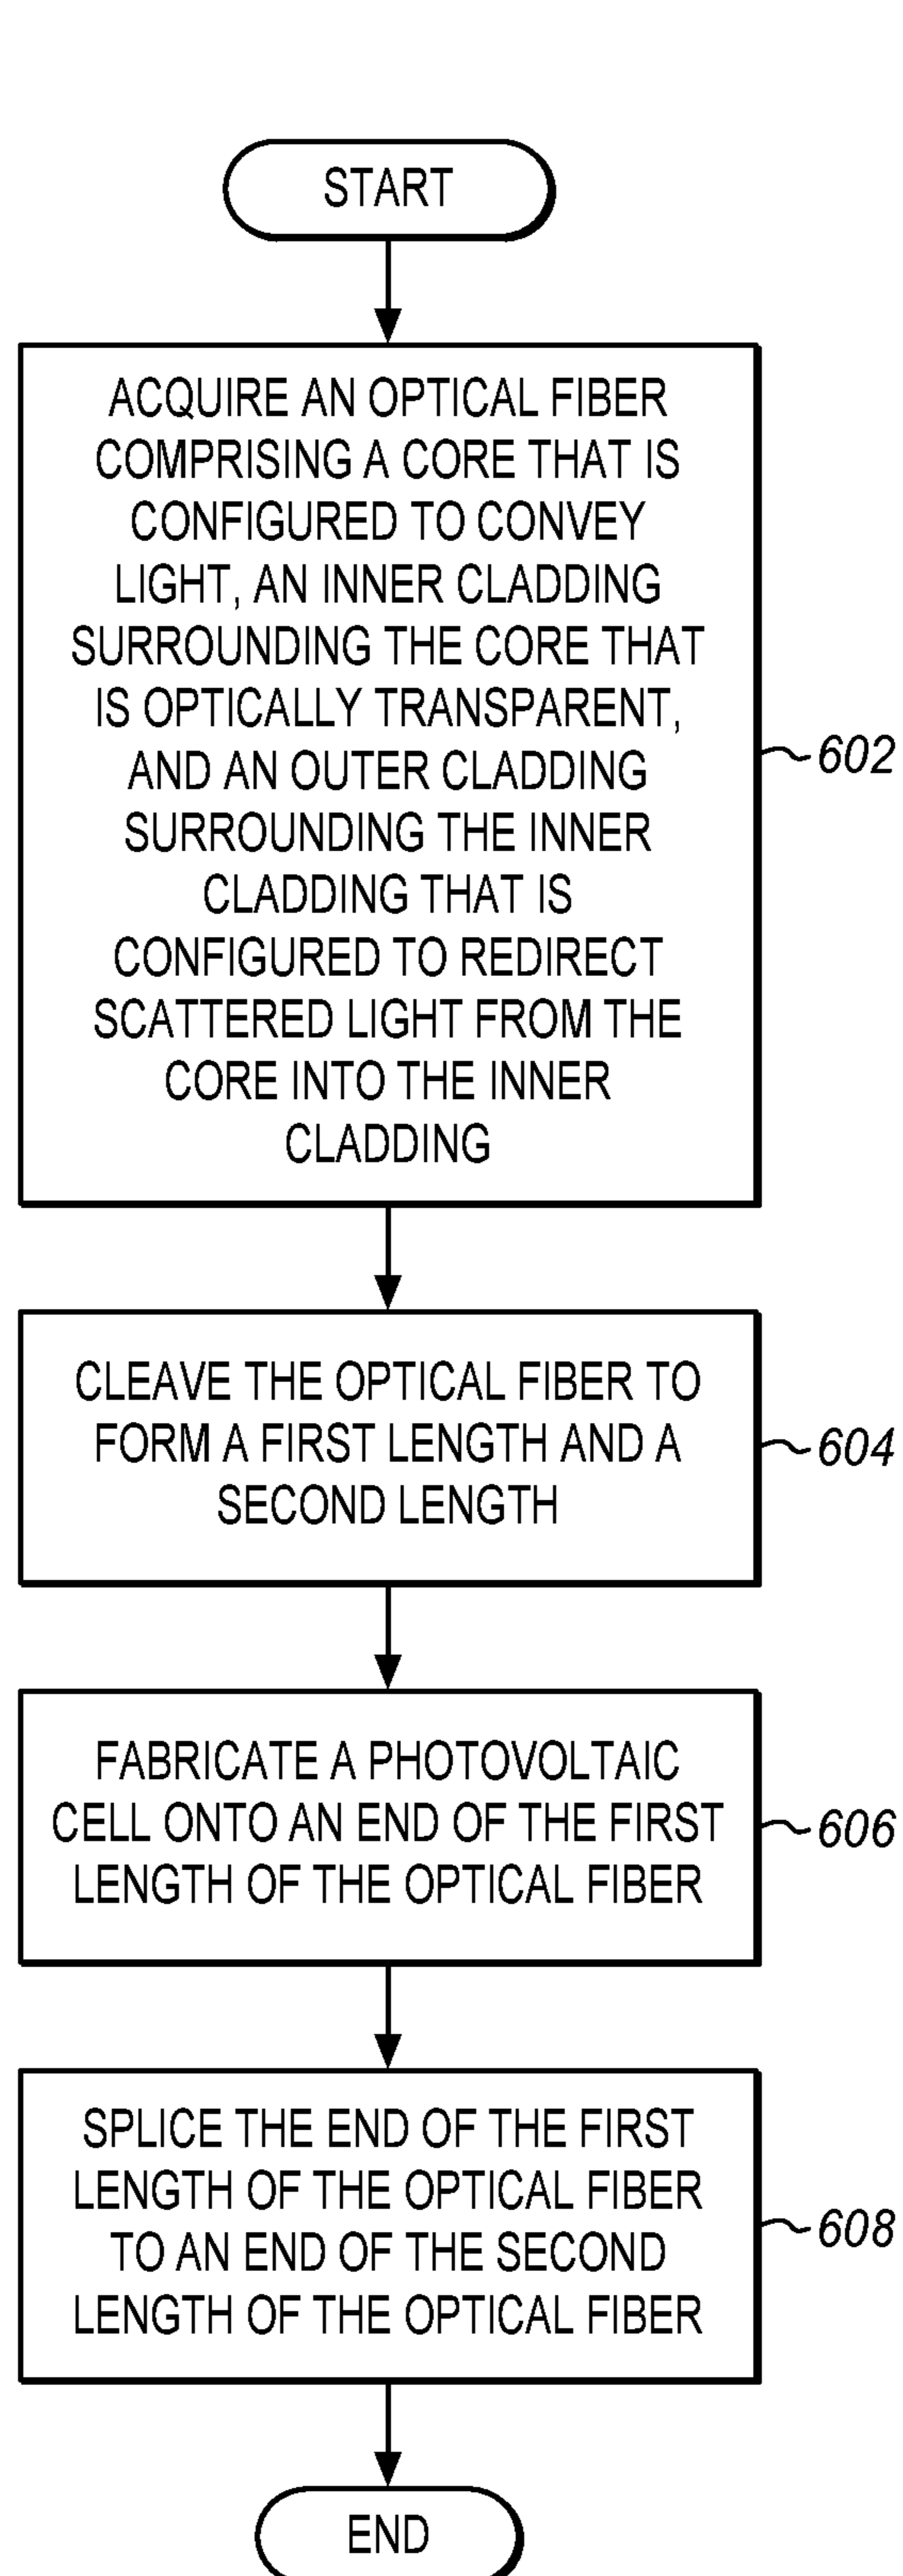 START
ACQUIRE AN OPTICAL FIBER
COMPRISING A CORE THAT IS
CONFIGURED TO CONVEY
LIGHT, AN INNER CLADDING
SURROUNDING THE CORE THAT
IS OPTICALLY TRANSPARENT,
AND AN OUTER CLADDING
SURROUNDING THE INNER
CLADDING THAT IS
CONFIGURED TO REDIRECT
SCATTERED LIGHT FROM THE
CORE INTO THE INNER
CLADDING
602
CLEAVE THE OPTICAL FIBER TO
FORM A FIRST LENGTH AND A
SECOND LENGTH
604
FABRICATE A PHOTOVOLTAIC
CELL ONTO AN END OF THE FIRST
LENGTH OF THE OPTICAL FIBER
606
SPLICE THE END OF THE FIRST
LENGTH OF THE OPTICAL FIBER
TO AN END OF THE SECOND
LENGTH OF THE OPTICAL FIBER
608
END